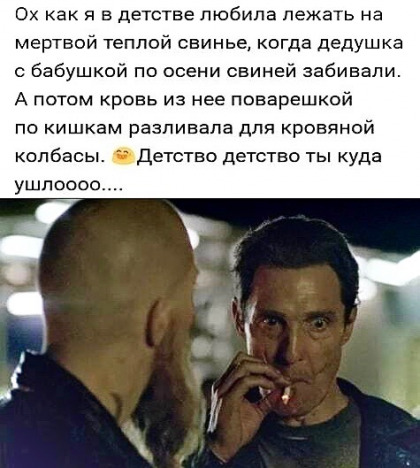 Ох как я в детстве любила лежать на
мертвой теплой свинье, когда дедушка
с бабушкой по осени свиней забивали.
А потом кровь из нее поварешкой
по кишкам разливала для кровяной
колбасы. 😄Детство детство ты куда
ушлоооо....